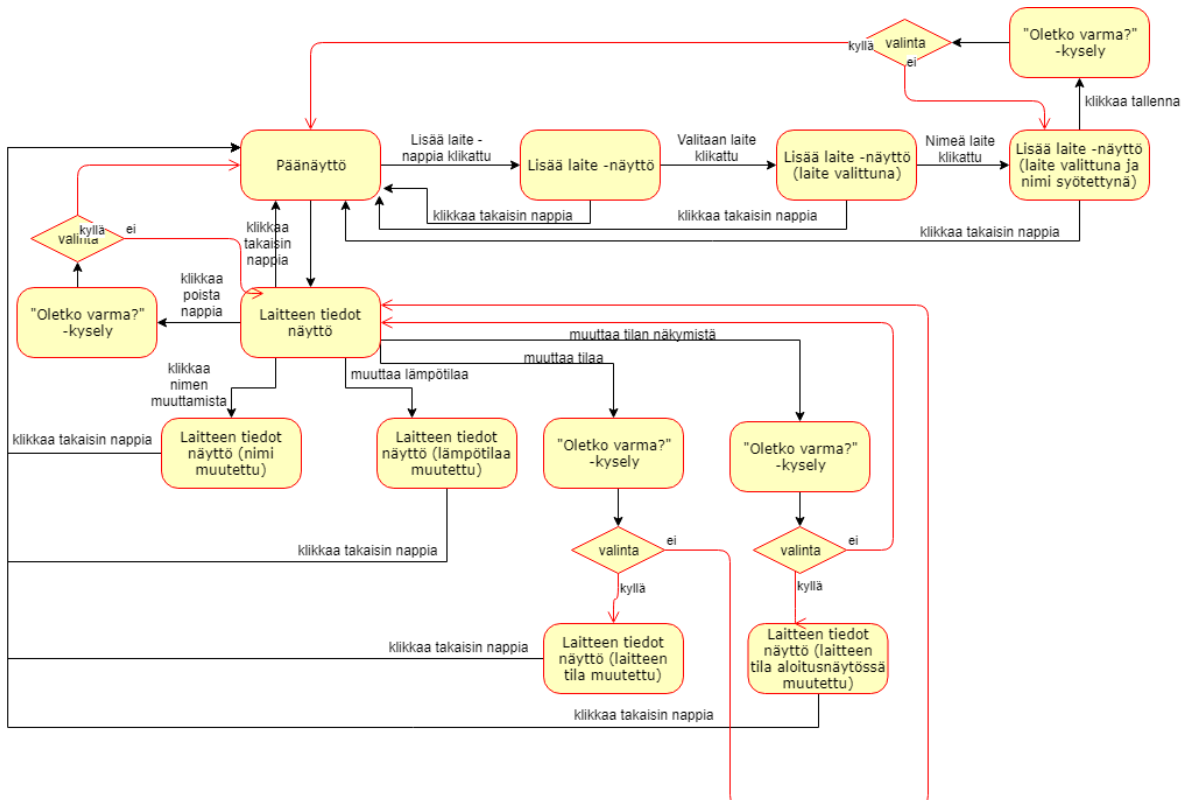 "Oletko varma?"
-kysely
valinta
kyllä
ei
klikkaa tallenna
Päänäyttö
Lisää laite -
nappia klikattu
Lisää laite -näyttö
Valitaan laite
klikattu
Lisää laite -näyttö
(laite valittuna)
Nimeä laite
klikattu
Lisää laite -näyttö
(laite valittuna ja
nimi syötettynä)
klikkaa takaisin nappia
klikkaa takaisin nappia
klikkaa takaisin nappia
valinta
kyllä
ei
klikkaa
takaisin
nappia
"Oletko varma?"
-kysely
klikkaa
poista
nappia
Laitteen tiedot
näyttö
muuttaa tilan näkymistä
muuttaa tilaa
muuttaa lämpötilaa
klikkaa
nimen
muuttamista
klikkaa takaisin nappia
Laitteen tiedot
näyttö (nimi
muutettu)
Laitteen tiedot
näyttö (lämpötilaa
muutettu)
"Oletko varma?"
-kysely
"Oletko varma?"
-kysely
klikkaa takaisin nappia
valinta
ei
kyllä
valinta
ei
kyllä
klikkaa takaisin nappia
Laitteen tiedot
näyttö (laitteen
tila muutettu)
Laitteen tiedot
näyttö (laitteen
tila aloitusnäytössä
muutettu)
klikkaa takaisin nappia